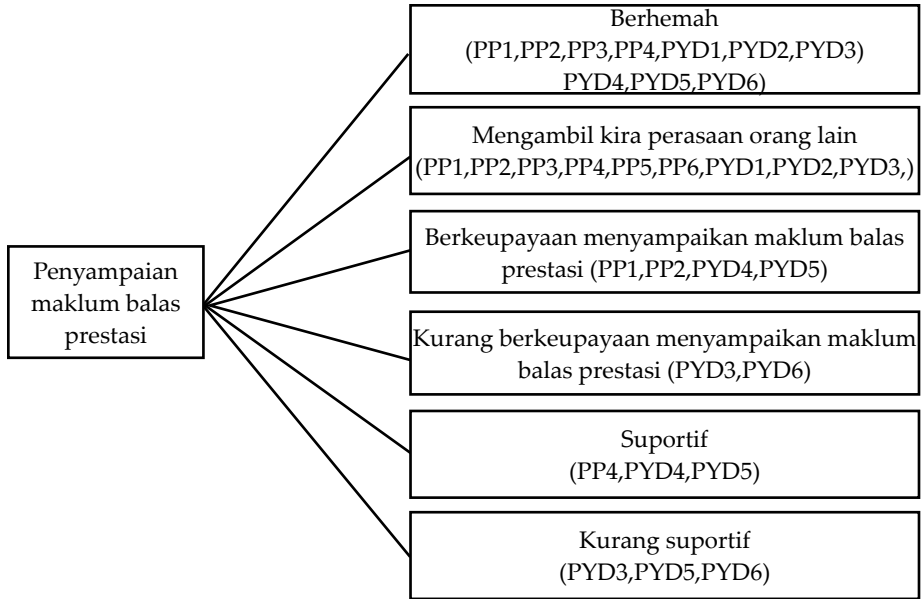 Berhemah
(PP1,PP2,PP3,PP4,PYD1,PYD2,PYD3)
PYD4,PYD5,PYD6)
Mengambil kira perasaan orang lain
(PP1,PP2,PP3,PP4,PP5,PP6,PYD1,PYD2,PYD3,)
Berkeupayaan menyampaikan maklum balas
prestasi (PP1,PP2,PYD4,PYD5)
Penyampaian
maklum balas
prestasi
Kurang berkeupayaan menyampaikan maklum
balas prestasi (PYD3,PYD6)
Suportif
(PP4,PYD4,PYD5)
Kurang suportif
(PYD3,PYD5,PYD6)